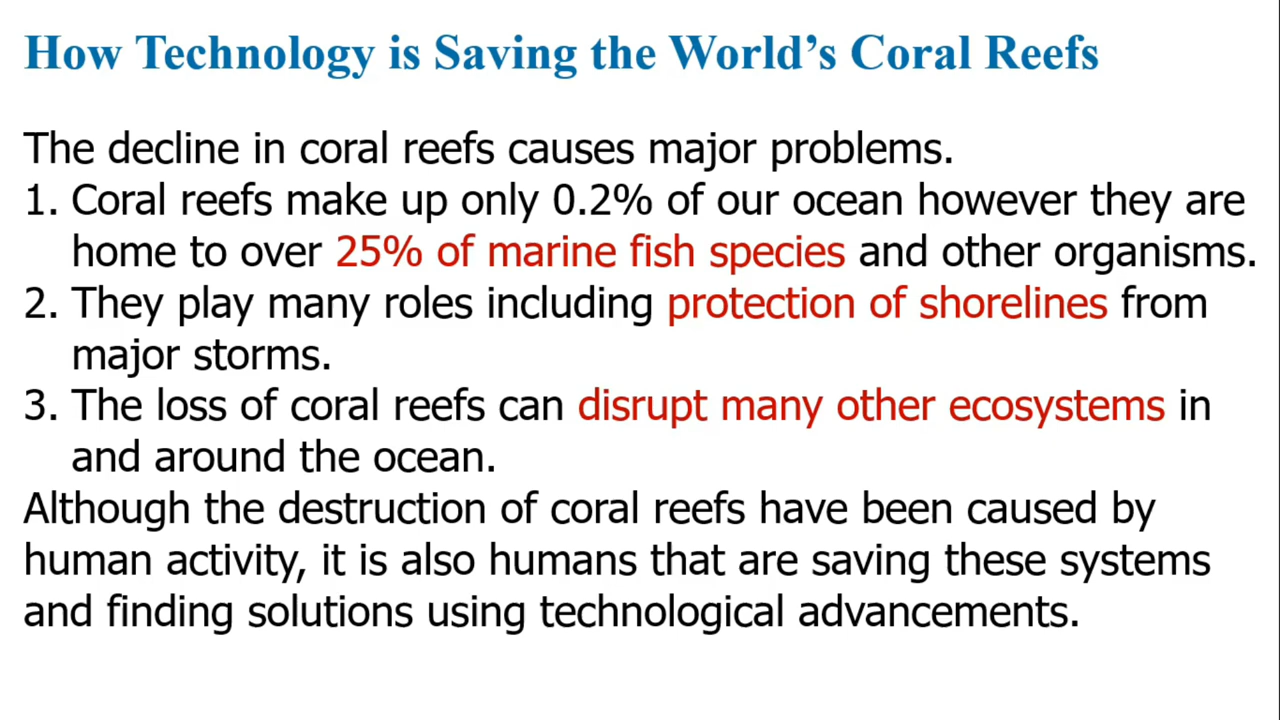 How Technology is Saving the World’s Coral Reefs
The decline in coral reefs causes major problems.
1. Coral reefs make up only 0.2% of our ocean however they are
home to over 25% of marine fish species and other organisms.
2. They play many roles including protection of shorelines from
major storms.
3. The loss of coral reefs can disrupt many other ecosystems in
and around the ocean.
Although the destruction of coral reefs have been caused by
human activity, it is also humans that are saving these systems
and finding solutions using technological advancements.